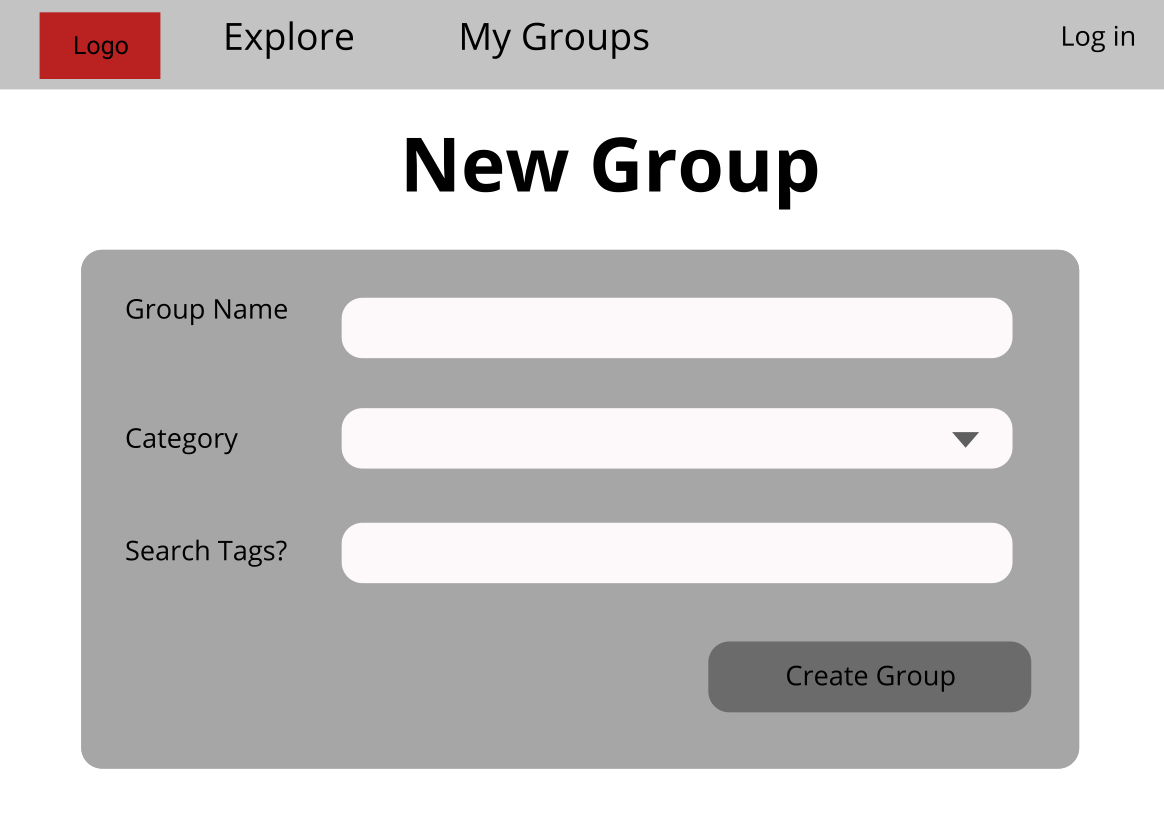 Logo
Explore
My Groups
Log in
New Group
Group Name
Category
Search Tags?
Create Group